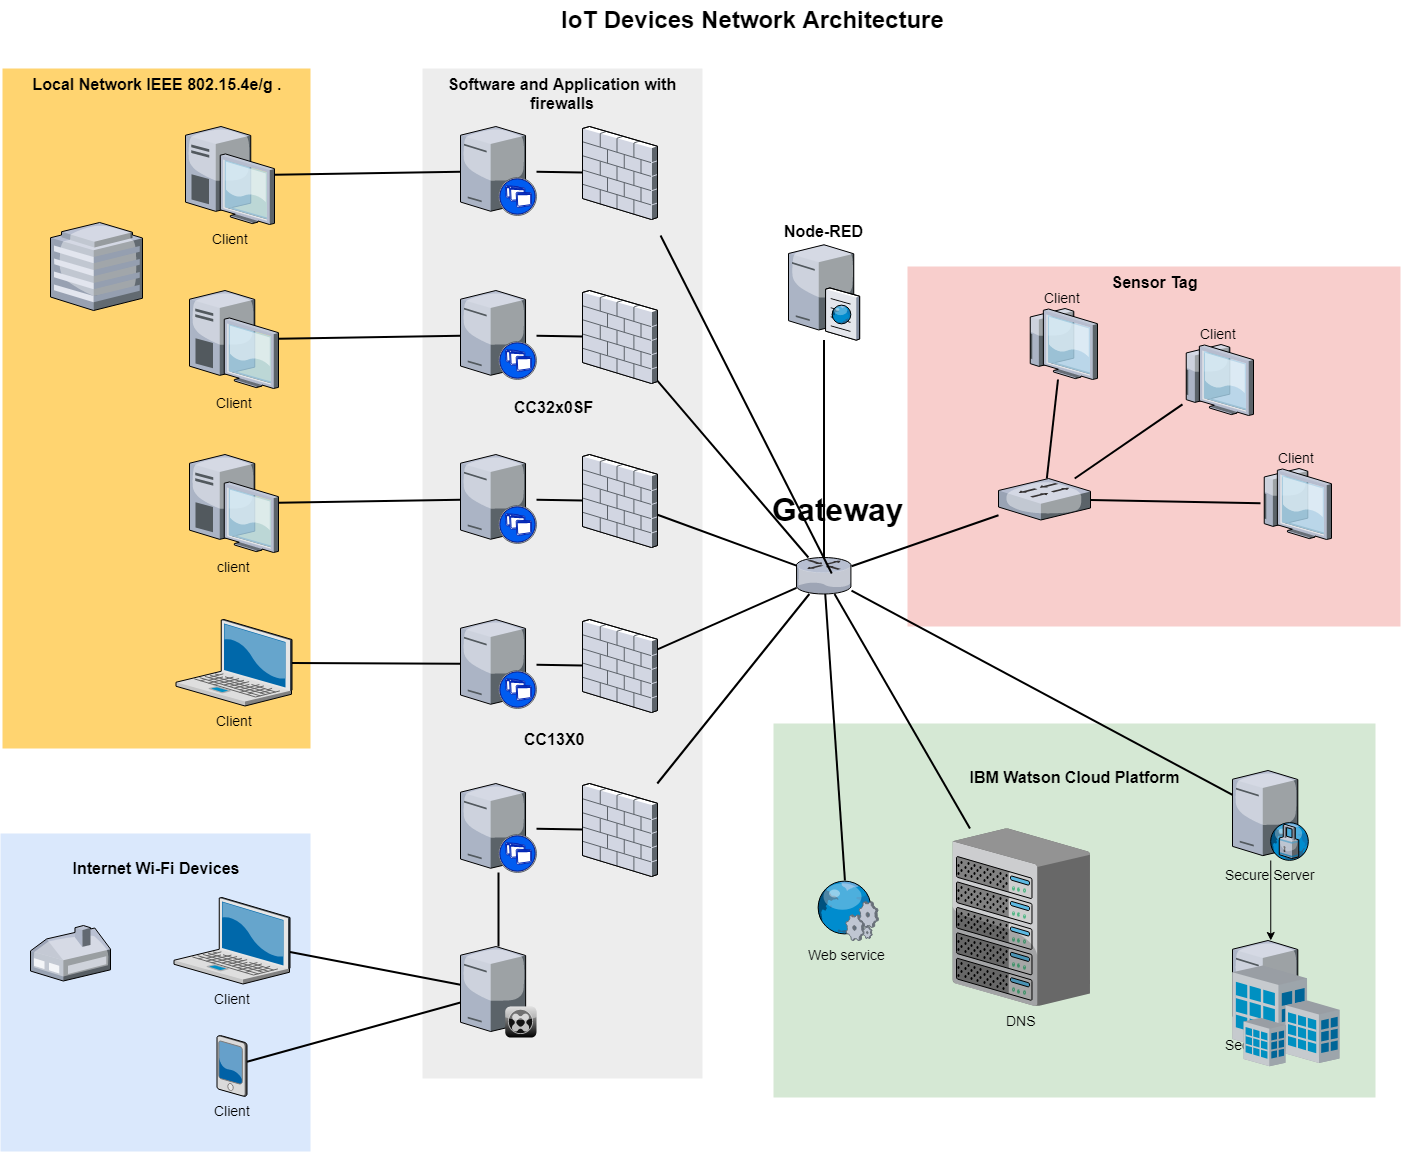 IoT Devices Network Architecture
Local Network IEEE 802.15.4e/g .
Client
Client
client
Client
Software and Application with
firewalls
CC32x0SF
CC13X0
Node-RED
Gateway
Sensor Tag
Client
Client
Client
Internet Wi-Fi Devices
Client
Client
IBM Watson Cloud Platform
Web service
DNS
Secure Server